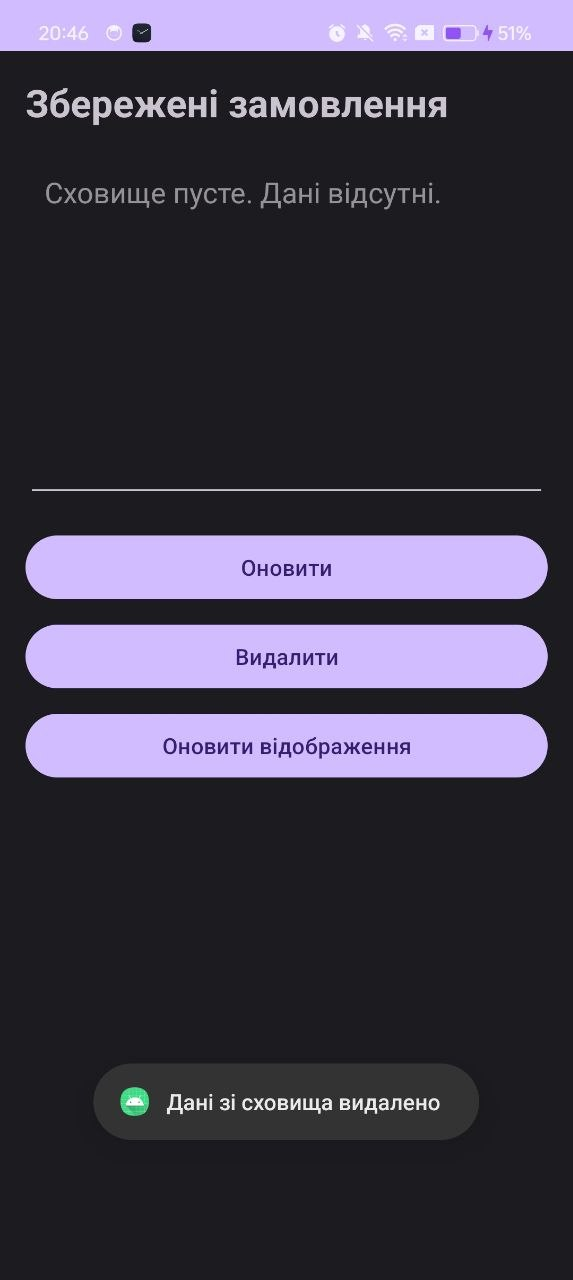 20:46 51%
Збережені замовлення
Сховище пусте. Дані відсутні.
Оновити
Видалити
Оновити відображення
Дані зі сховища видалено